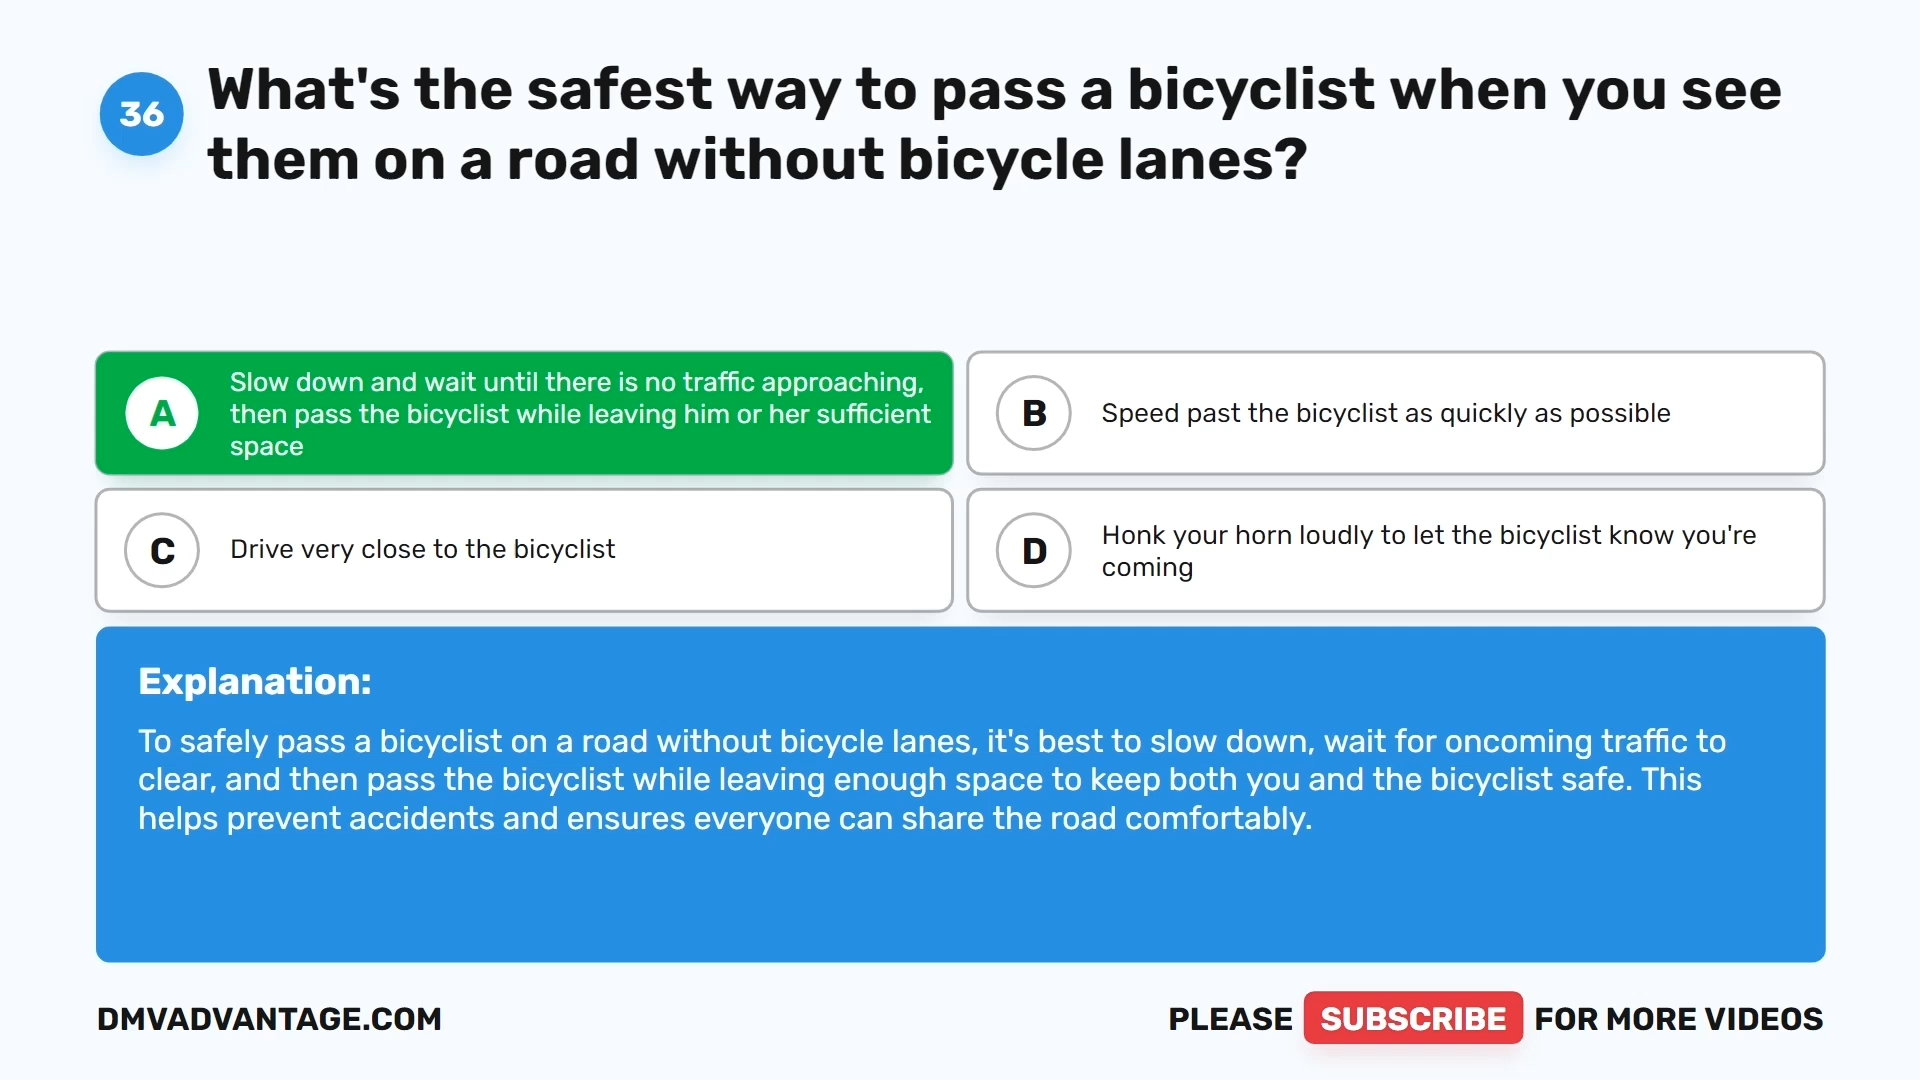 36
What's the safest way to pass a bicyclist when you see
them on a road without bicycle lanes?
A
Slow down and wait until there is no traffic approaching,
then pass the bicyclist while leaving him or her sufficient
space
B
Speed past the bicyclist as quickly as possible
C
Drive very close to the bicyclist
D
Honk your horn loudly to let the bicyclist know you're
coming
Explanation:
To safely pass a bicyclist on a road without bicycle lanes, it's best to slow down, wait for oncoming traffic to
clear, and then pass the bicyclist while leaving enough space to keep both you and the bicyclist safe. This
helps prevent accidents and ensures everyone can share the road comfortably.
DMVADVANTAGE.COM
PLEASE SUBSCRIBE FOR MORE VIDEOS